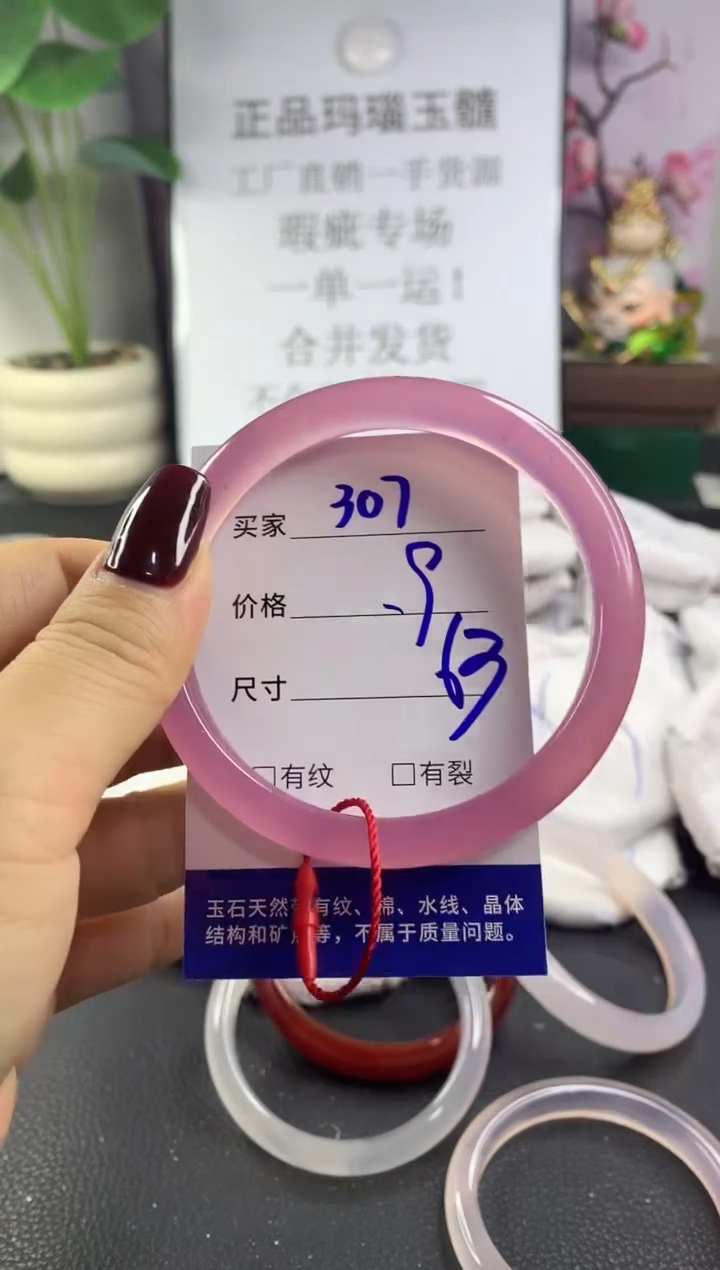 正品玛瑙玉髓
工厂直销一手货源
瑕疵专场
一单一运！
合并发货
买家 307
价格
尺寸 63
□有纹 □有裂
玉石天然 有纹、棉、水线、晶体
结构和矿 等，不属于质量问题。